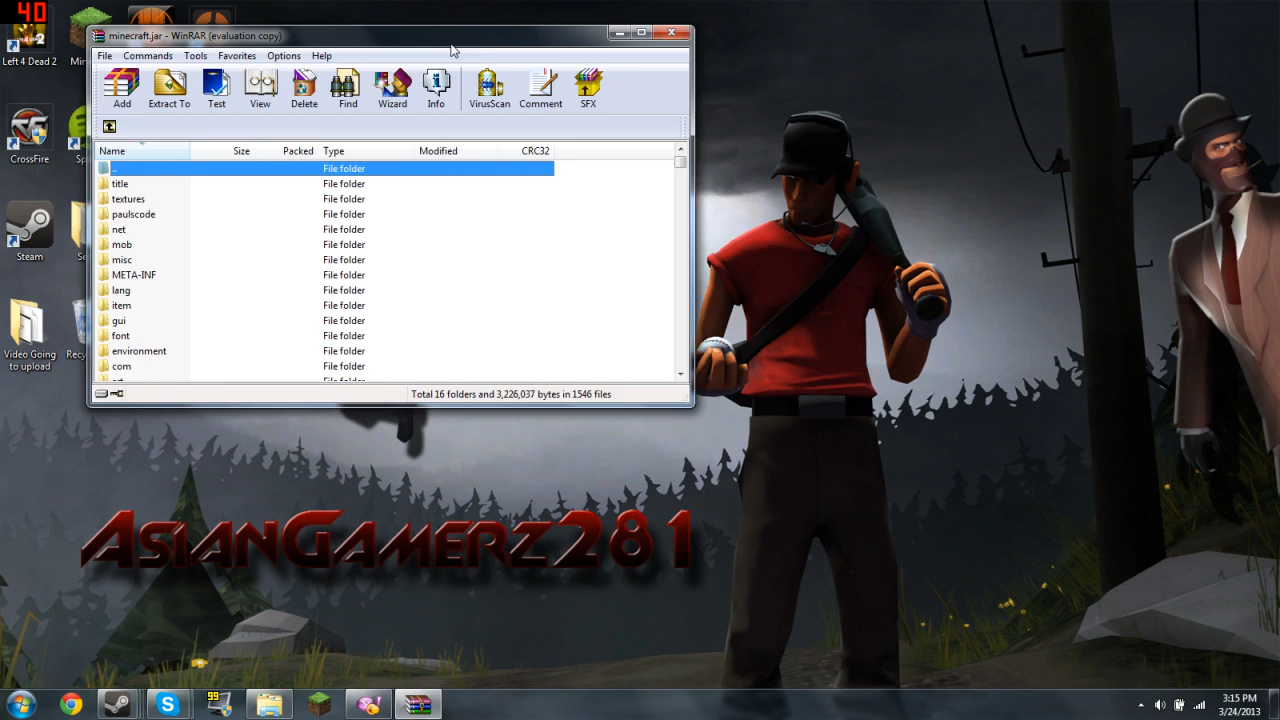 40
minecraft.jar - WinRAR (evaluation copy)
File Commands Tools Favorites Options Help
Add Extract To Test View Delete Find Wizard Info VirusScan Comment SFX
Name Size Packed Type Modified CRC32
.. File folder
title File folder
textures File folder
paulscode File folder
net File folder
mob File folder
misc File folder
META-INF File folder
lang File folder
item File folder
gui File folder
font File folder
environment File folder
com File folder
File folder
Total 16 folders and 3,226,037 bytes in 1546 files
Left 4 Dead 2
CrossFire
Steam
Video Going
to upload
AsianGamerz281
99
3:15 PM
3/24/2013